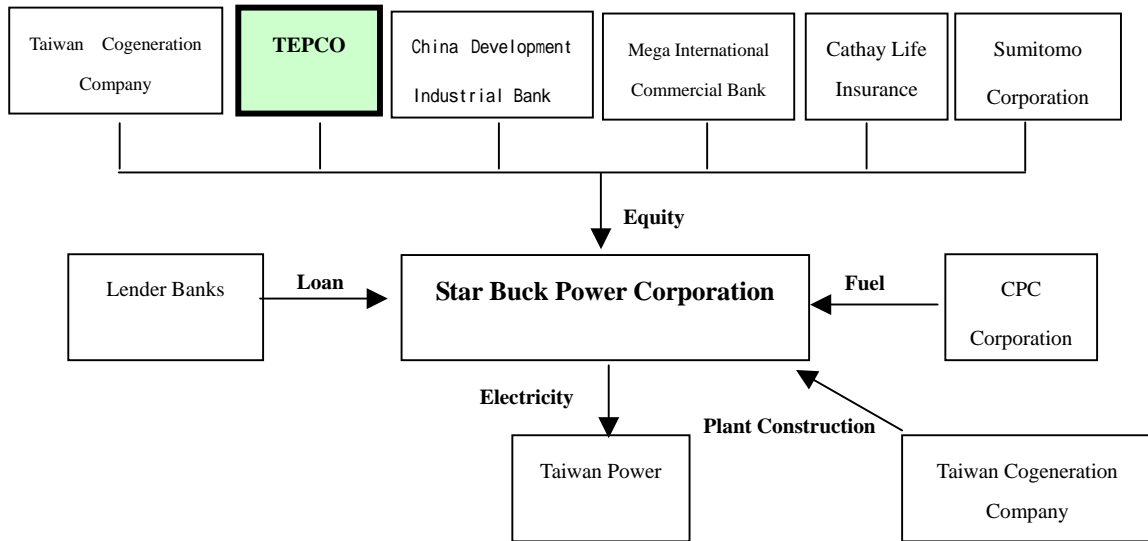 Taiwan Cogeneration
Company
TEPCO
China Development
Industrial Bank
Mega International
Commercial Bank
Cathay Life
Insurance
Sumitomo
Corporation
Equity
Lender Banks
Loan
Star Buck Power Corporation
Fuel
CPC
Corporation
Electricity
Plant Construction
Taiwan Power
Taiwan Cogeneration
Company